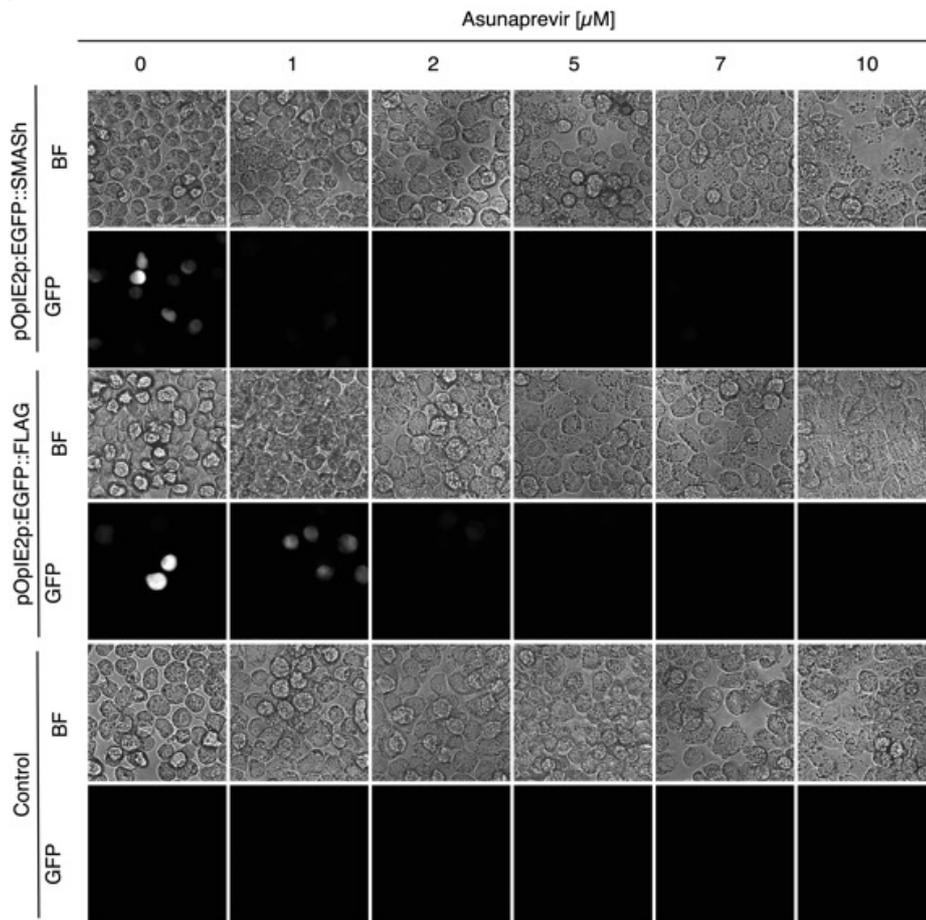 Asunaprevir [µM]
0 1 2 5 7 10
pOpIE2p:EGFP::SMASh
BF
GFP
pOpIE2p:EGFP::FLAG
BF
GFP
Control
BF
GFP